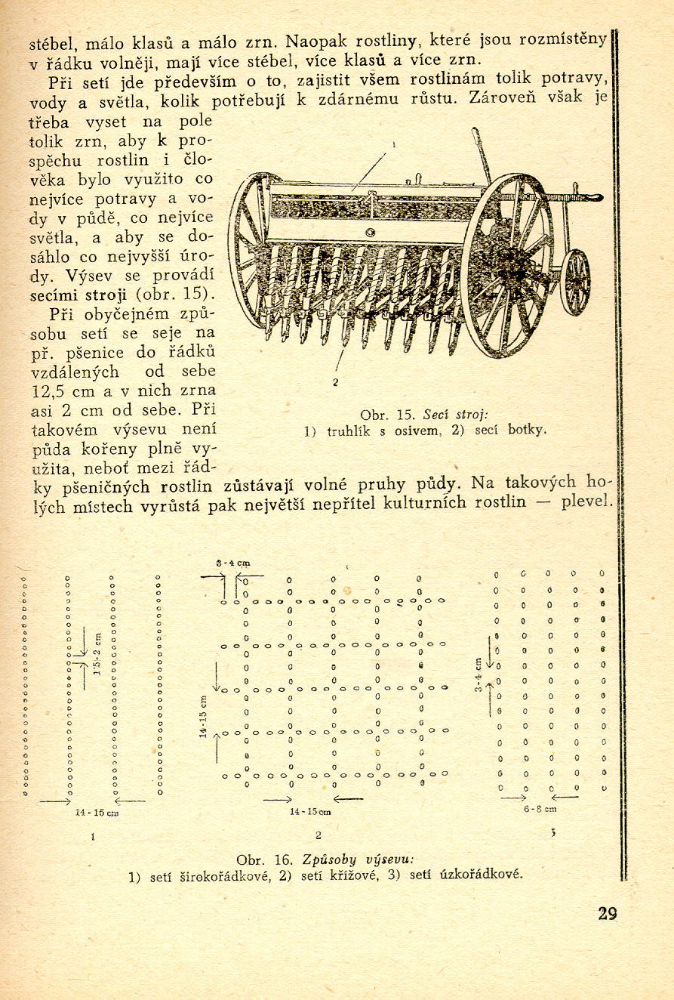 stébel, málo klasů a málo zrn. Naopak rostliny, které jsou rozmístěny
v řádku volněji, mají více stébel, více klasů a více zrn.
Při setí jde především o to, zajistit všem rostlinám tolik potravy,
vody a světla, kolik potřebují k zdárnému růstu. Zároveň však je
třeba vyset na pole
tolik zrn, aby k pro-
spěchu rostlin i člo-
věka bylo využito co
nejvíce potravy a vo-
dy v půdě, co nejvíce
světla, a aby se do-
sáhlo co nejvyšší úro-
dy. Výsev se provádí
secími stroji (obr. 15).
Při obyčejném způ-
sobu setí se seje na
př. pšenice do řádků
vzdálených od sebe
12,5 cm a v nich zrna
asi 2 cm od sebe. Při
takovém výsevu není
půda kořeny plně vy-
užita, neboť mezi řád-
ky pšeničných rostlin zůstávají volné pruhy půdy. Na takových ho-
lých místech vyrůstá pak největší nepřítel kulturních rostlin — plevel.
1
2
Obr. 15. Secí stroj:
1) truhlík s osivem, 2) secí botky.
1'5-2 cm
14-15 cm
1
3-4 cm
14-15 cm
14-15 cm
2
3-4 cm
6-8 cm
3
Obr. 16. Způsoby výsevu:
1) setí širokořádkové, 2) setí křížové, 3) setí úzkořádkové.
29